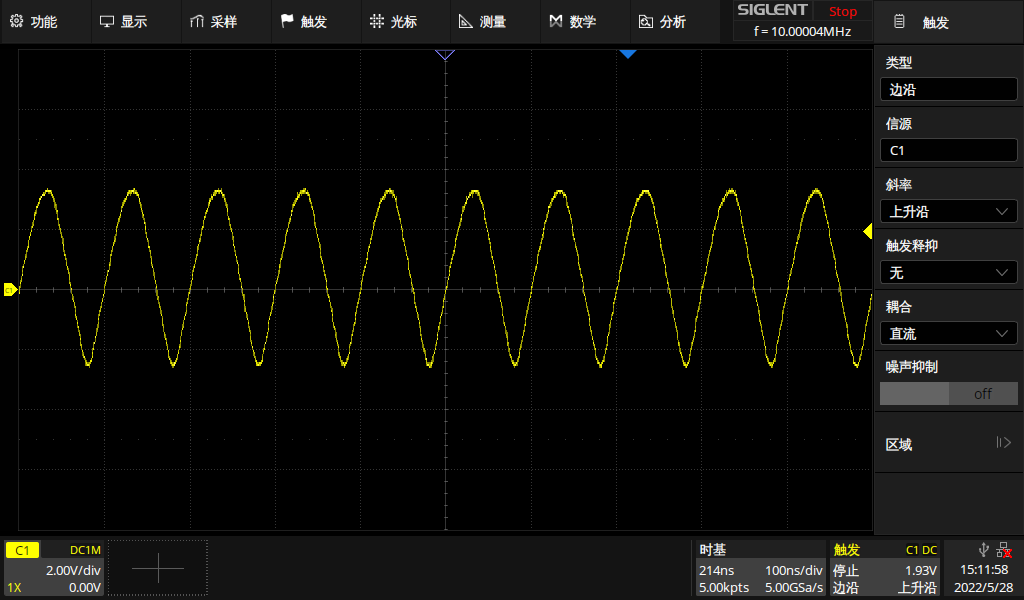 功能
显示
采样
触发
光标
测量
数学
分析
SIGLENT
Stop
f = 10.00004MHz
触发
类型
边沿
信源
C1
斜率
上升沿
触发释抑
无
耦合
直流
噪声抑制
off
区域
C1
C1
DC1M
2.00V/div
1X
0.00V
时基
214ns
100ns/div
5.00kpts
5.00GSa/s
触发
C1 DC
停止
1.93V
边沿
上升沿
15:11:58
2022/5/28